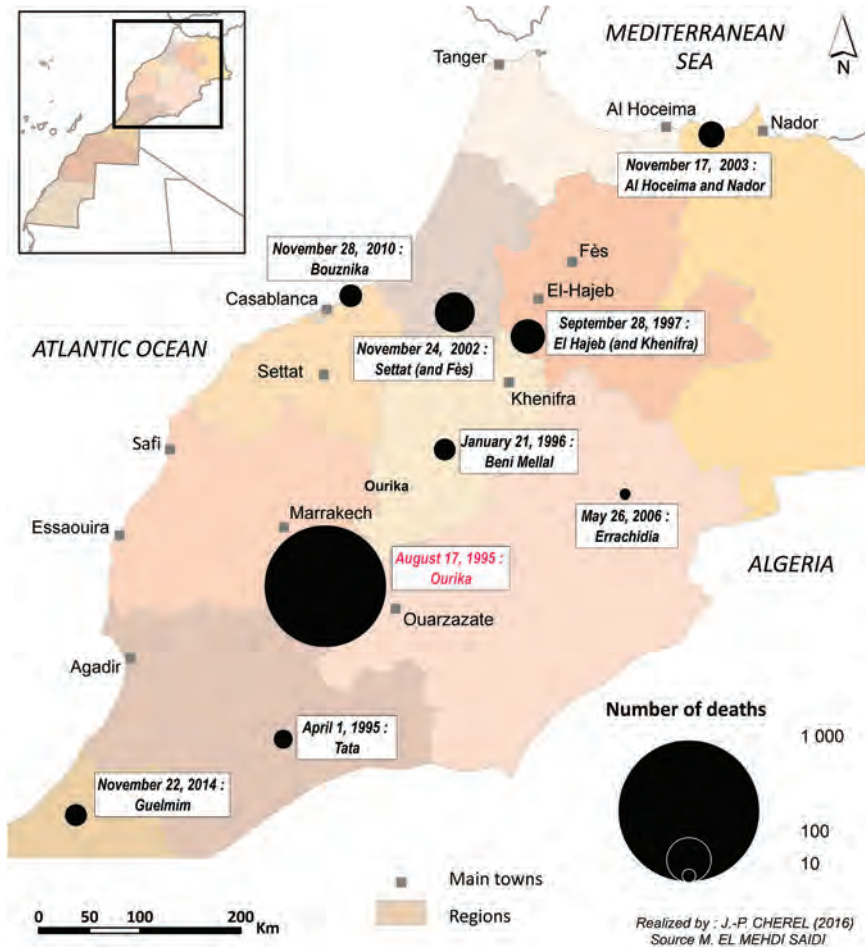 MEDITERRANEAN
SEA
N
Tanger
Al Hoceima
Nador
November 17, 2003 :
Al Hoceima and Nador
November 28, 2010 :
Bouznika
Fès
El-Hajeb
Casablanca
September 28, 1997 :
El Hajeb (and Khenifra)
ATLANTIC OCEAN
November 24, 2002 :
Settat (and Fès)
Settat
Khenifra
Safi
January 21, 1996 :
Beni Mellal
Ourika
Marrakech
May 26, 2006 :
Errachidia
Essaouira
August 17, 1995 :
Ourika
ALGERIA
Ouarzazate
Agadir
April 1, 1995 :
Tata
Number of deaths
1 000
100
10
November 22, 2014 :
Guelmim
Main towns
Regions
0 50 100 200
Km
Realized by : J.-P. CHEREL (2016)
Source M. EL MEHDI SAIDI